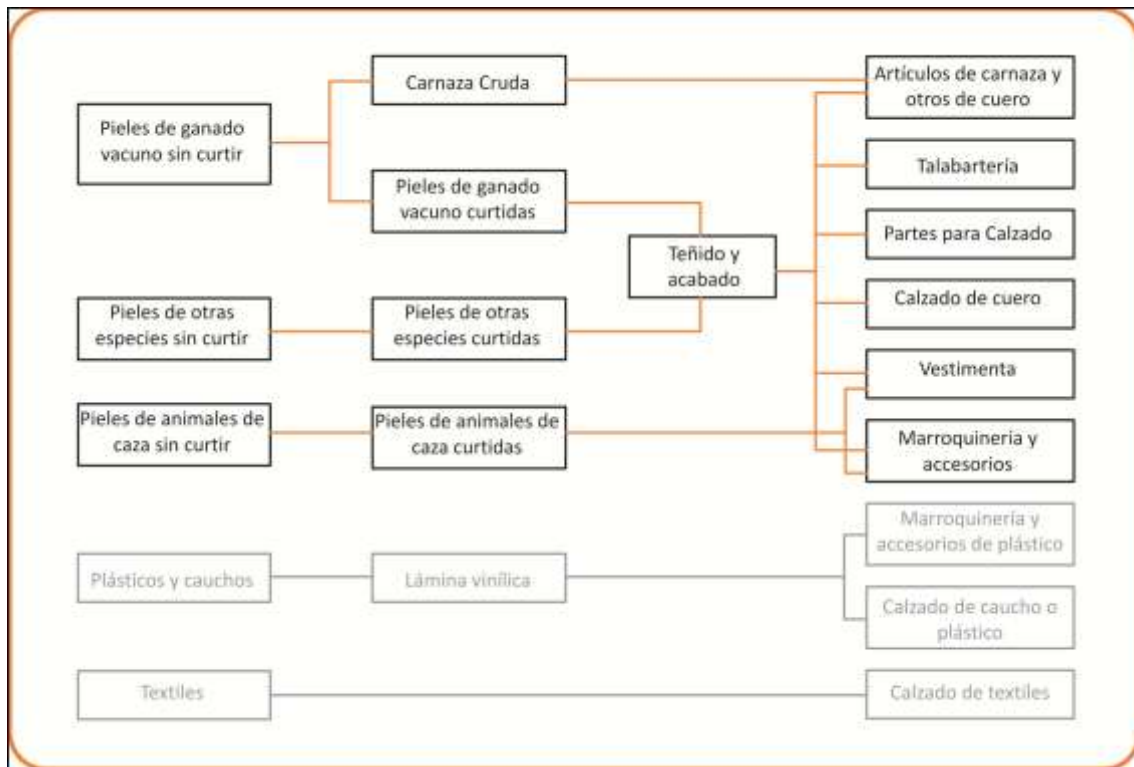 Carnaza Cruda
Artículos de carnaza y
otros de cuero
Pieles de ganado
vacuno sin curtir
Talabartería
Pieles de ganado
vacuno curtidas
Partes para Calzado
Teñido y
acabado
Calzado de cuero
Pieles de otras
especies sin curtir
Pieles de otras
especies curtidas
Vestimenta
Pieles de animales de
caza sin curtir
Pieles de animales de
caza curtidas
Marroquinería y
accesorios
Marroquinería y
accesorios de plástico
Plásticos y cauchos
Lámina vinílica
Calzado de caucho o
plástico
Textiles
Calzado de textiles